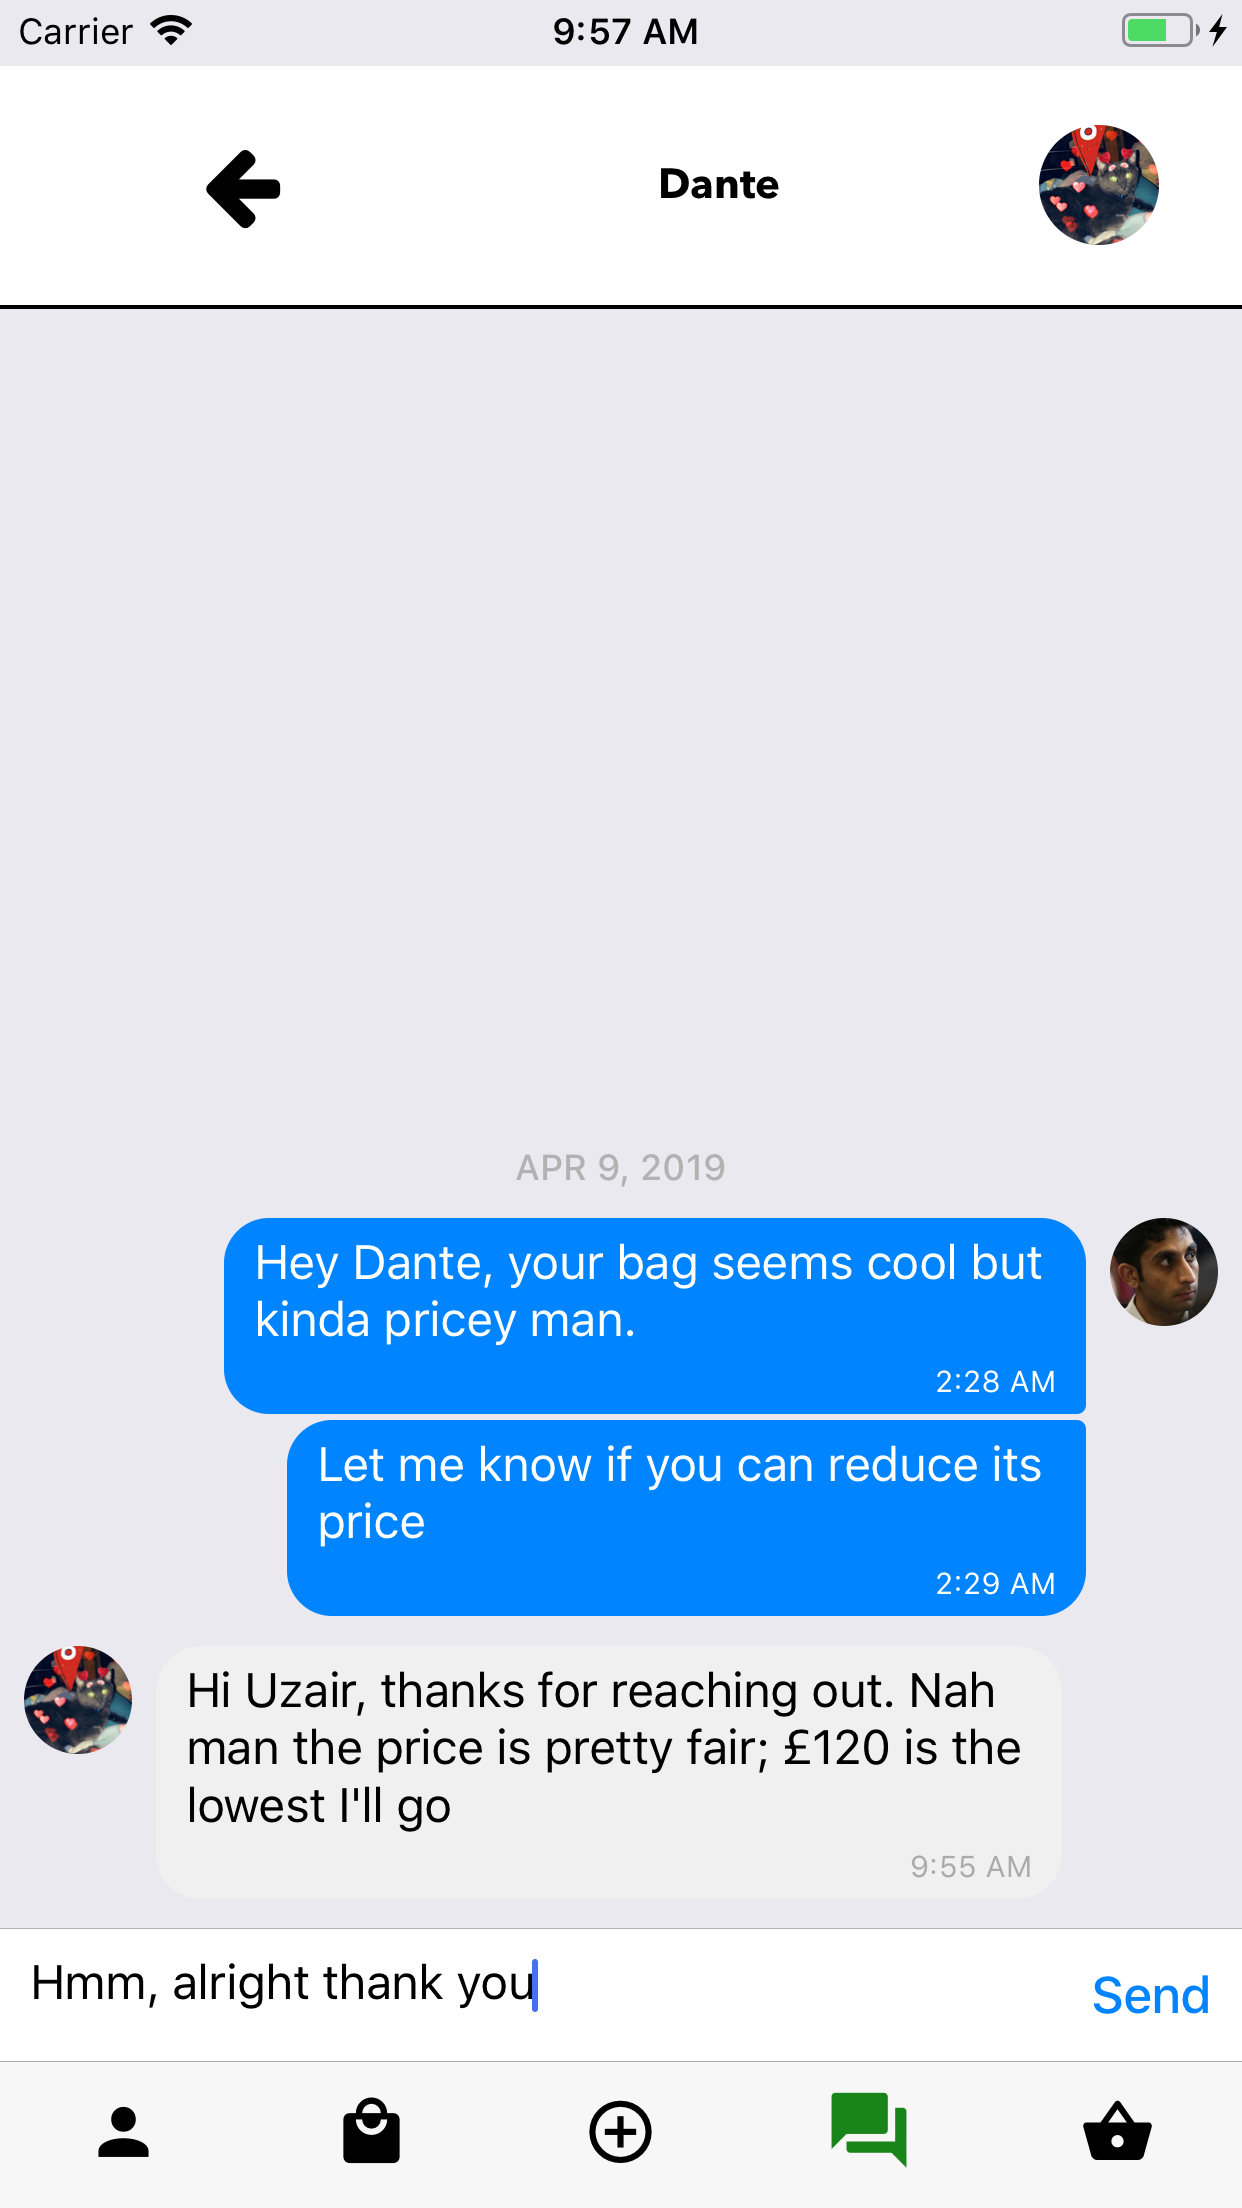 Carrier 9:57 AM
Dante
APR 9, 2019
Hey Dante, your bag seems cool but
kinda pricey man.
2:28 AM
Let me know if you can reduce its
price
2:29 AM
Hi Uzair, thanks for reaching out. Nah
man the price is pretty fair; £120 is the
lowest I'll go
9:55 AM
Hmm, alright thank you
Send